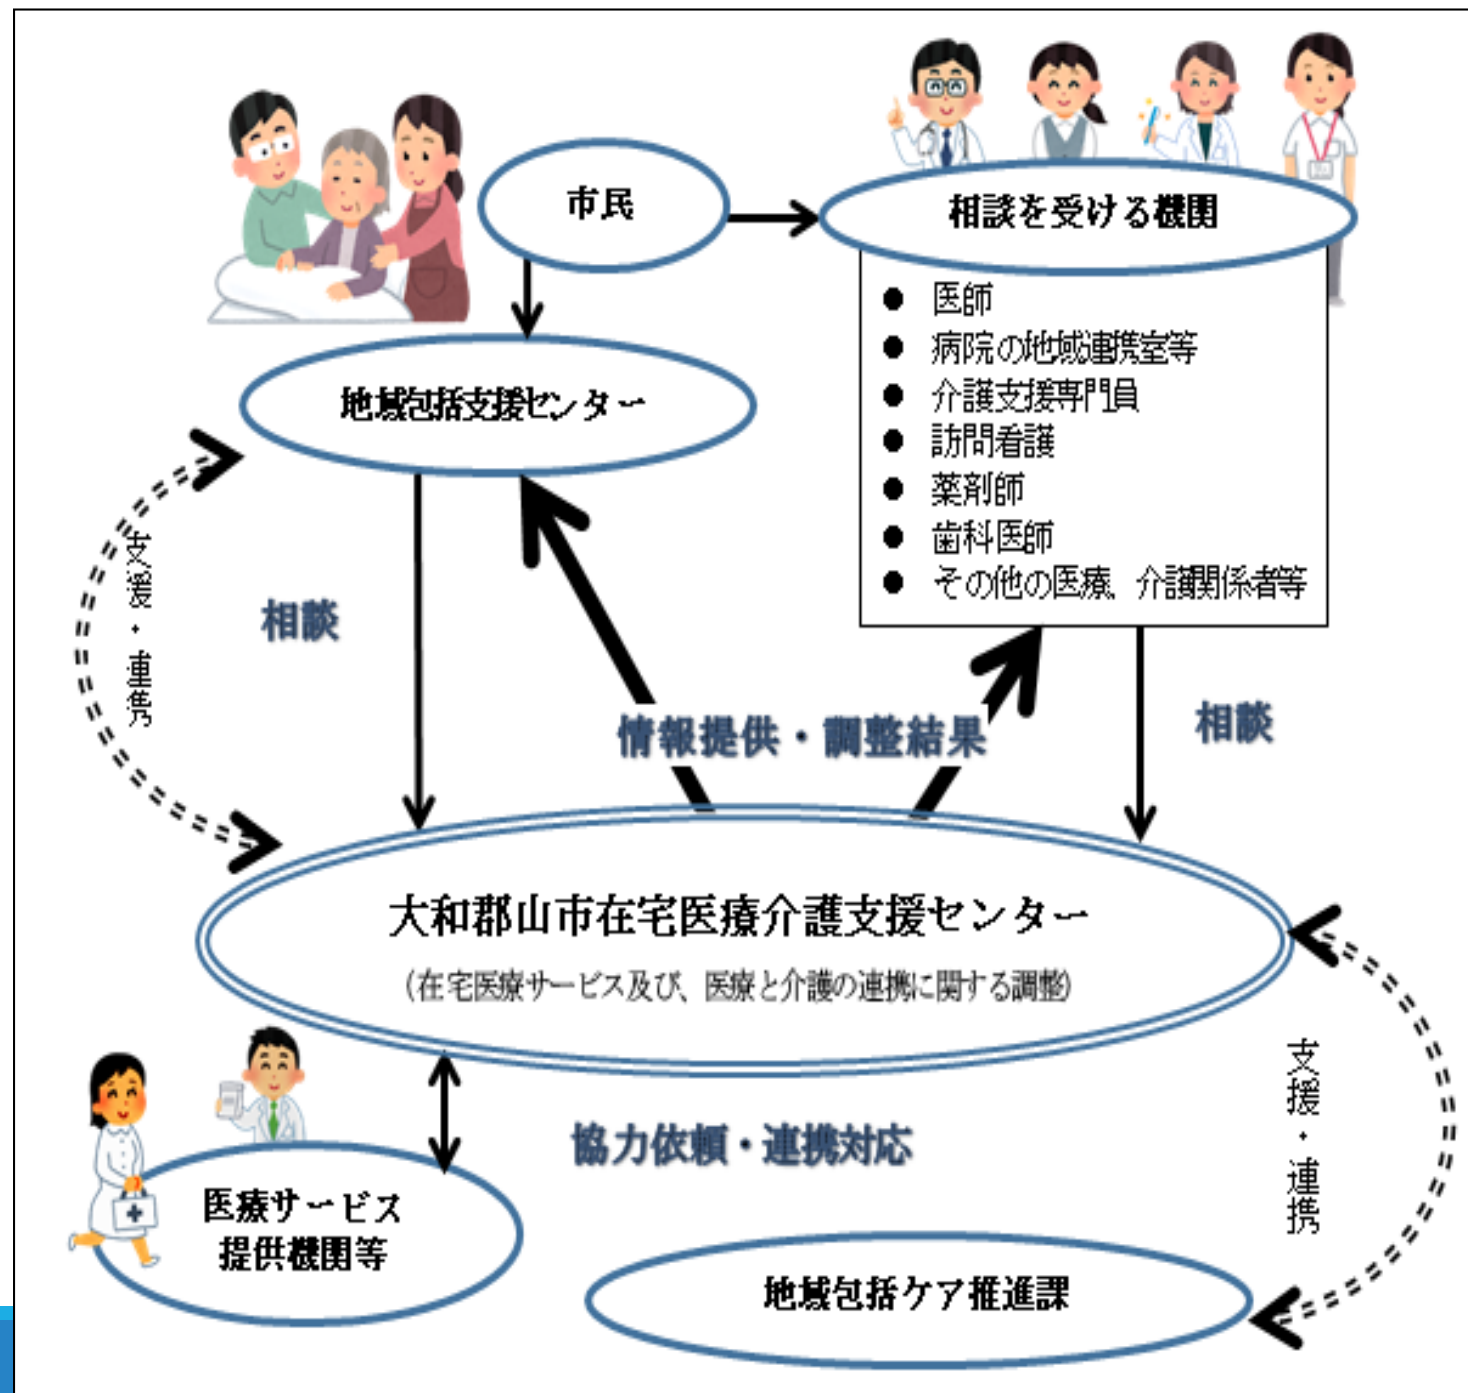 市民
相談を受ける機関
● 医師
● 病院の地域連携室等
● 介護支援専門員
● 訪問看護
● 薬剤師
● 歯科医師
● その他の医療、介護関係者等
地域包括支援センター
支援・連携
相談
情報提供・調整結果
相談
大和郡山市在宅医療介護支援センター
(在宅医療サービス及び、医療と介護の連携に関する調整)
支援・連携
協力依頼・連携対応
医療サービス
提供機関等
地域包括ケア推進課